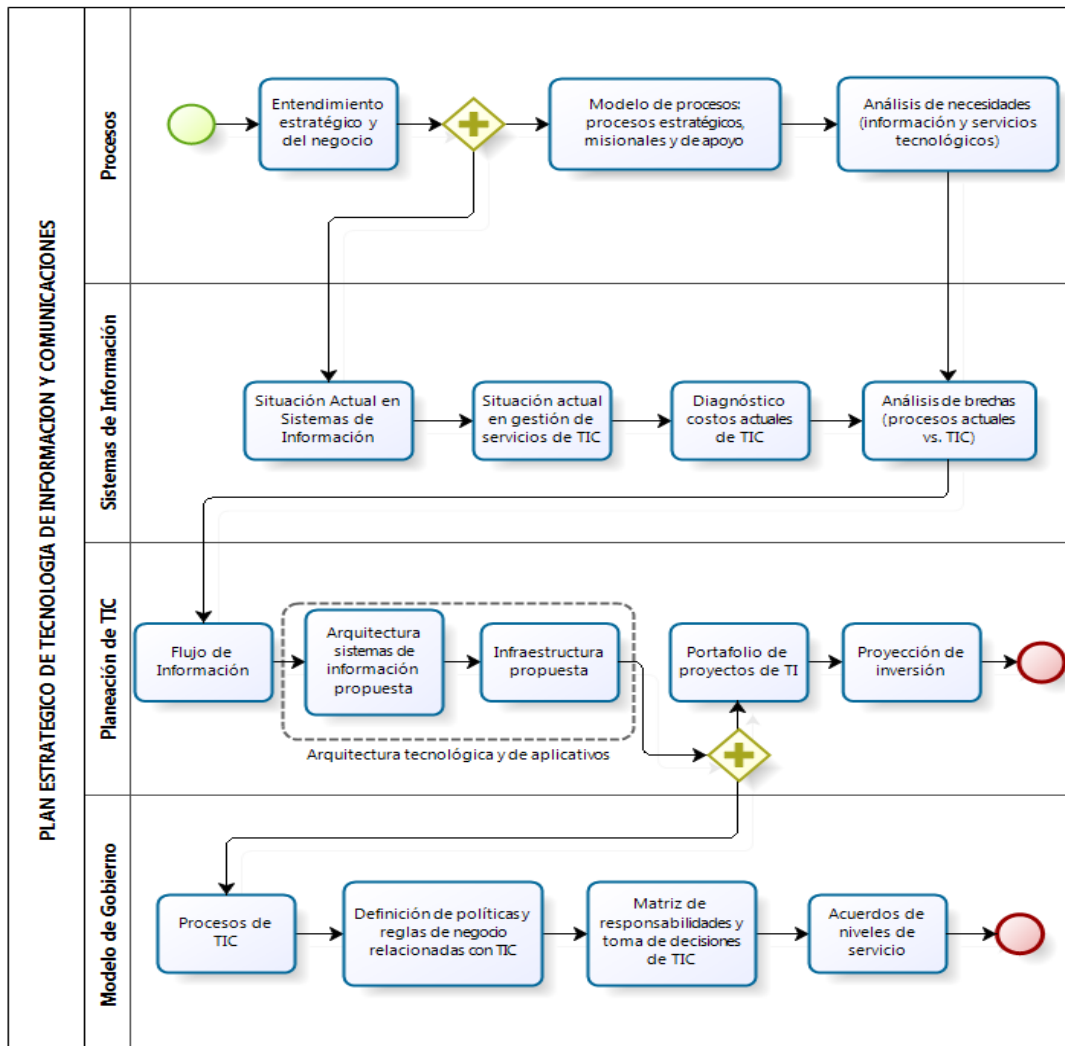 PLAN ESTRATEGICO DE TECNOLOGIA DE INFORMACION Y COMUNICACIONES
Procesos
Entendimiento
estratégico y
del negocio
Modelo de procesos:
procesos estratégicos,
misionales y de apoyo
Análisis de necesidades
(información y servicios
tecnológicos)
Sistemas de Información
Situación Actual en
Sistemas de
Información
Situación actual
en gestión de
servicios de TIC
Diagnóstico
costos actuales
de TIC
Análisis de brechas
(procesos actuales
vs. TIC)
Planeación de TIC
Flujo de
Información
Arquitectura
sistemas de
información
propuesta
Infraestructura
propuesta
Arquitectura tecnológica y de aplicativos
Portafolio de
proyectos de TI
Proyección de
inversión
Modelo de Gobierno
Procesos de
TIC
Definición de políticas y
reglas de negocio
relacionadas con TIC
Matriz de
responsabilidades y
toma de decisiones
de TIC
Acuerdos de
niveles de
servicio